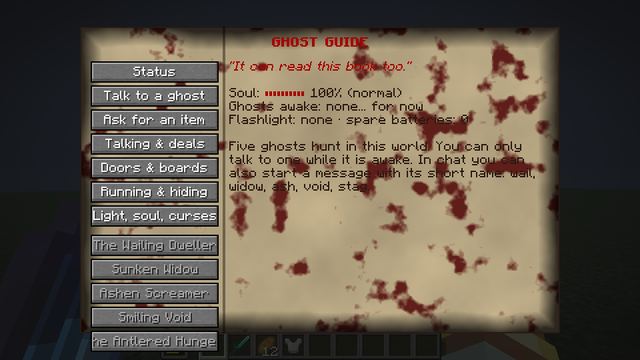 GHOST GUIDE
"It can read this book too."
Status
Talk to a ghost
Ask for an item
Talking & deals
Doors & boards
Running & hiding
Light, soul, curses
The Wailing Dweller
Sunken Widow
Ashen Screamer
Smiling Void
he Antlered Hunge
Soul: 100% (normal)
Ghosts awake: none... for now
Flashlight: none · spare batteries: 0
Five ghosts hunt in this world. You can only
talk to one while it is awake. In chat you can
also start a message with its short name: wail,
widow, ash, void, stag.
12